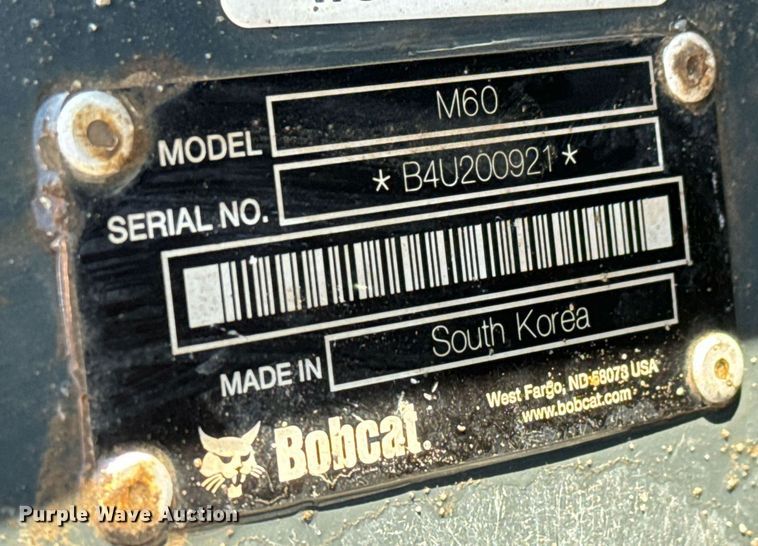 MODEL M60
SERIAL NO. * B4U200921 *
MADE IN South Korea
West Fargo, ND 58078 USA
www.bobcat.com
Bobcat.
Purple Wave Auction